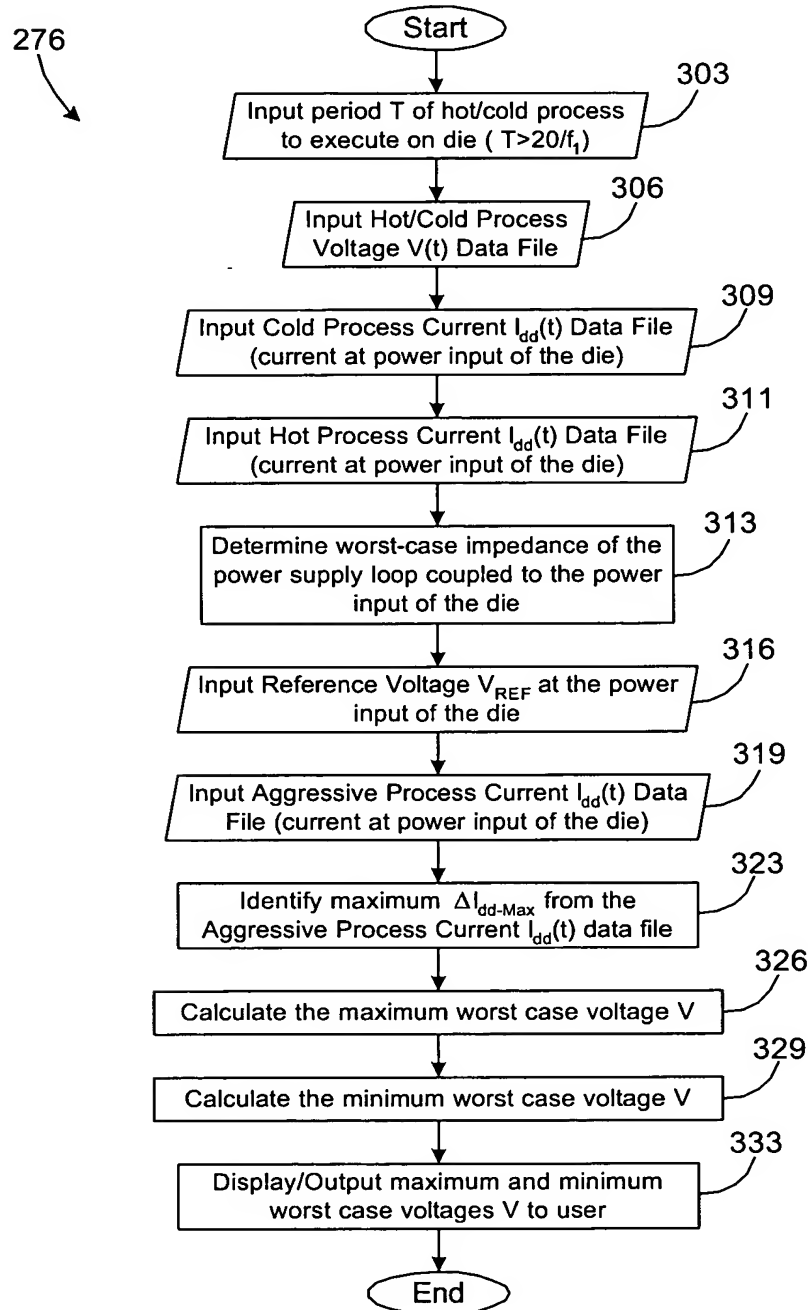 276
Start
303
Input period T of hot/cold process
to execute on die ( T>20/f₁)
306
Input Hot/Cold Process
Voltage V(t) Data File
309
Input Cold Process Current I_dd(t) Data File
(current at power input of the die)
311
Input Hot Process Current I_dd(t) Data File
(current at power input of the die)
313
Determine worst-case impedance of the
power supply loop coupled to the power
input of the die
316
Input Reference Voltage V_REF at the power
input of the die
319
Input Aggressive Process Current I_dd(t) Data
File (current at power input of the die)
323
Identify maximum ΔI_dd-Max from the
Aggressive Process Current I_dd(t) data file
326
Calculate the maximum worst case voltage V
329
Calculate the minimum worst case voltage V
333
Display/Output maximum and minimum
worst case voltages V to user
End